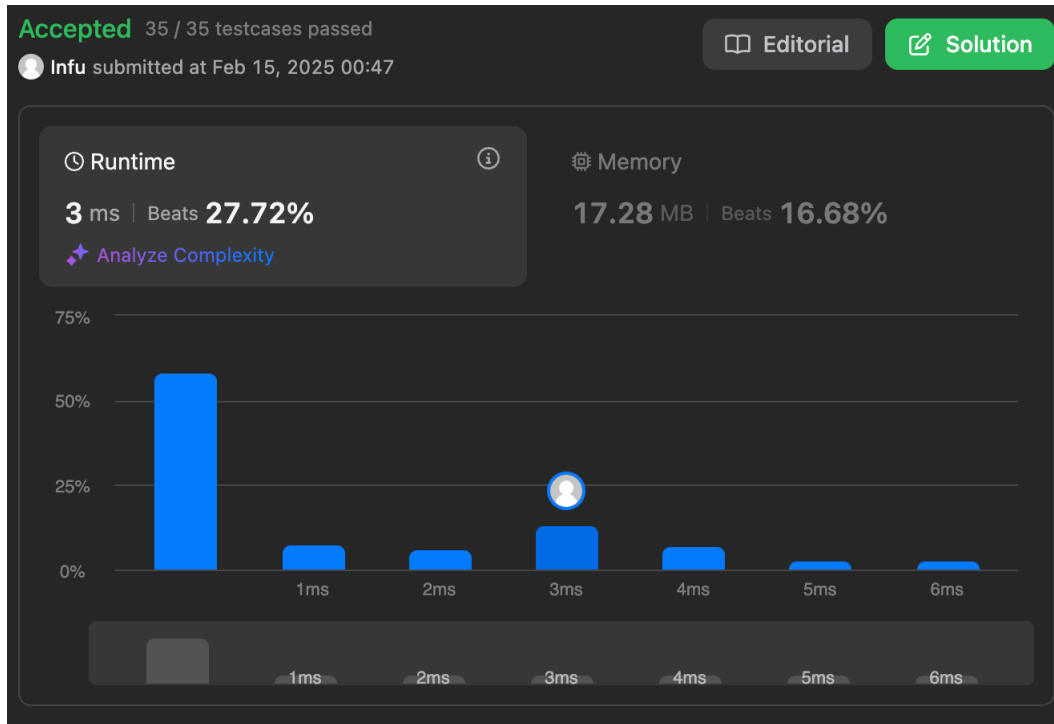 Accepted 35 / 35 testcases passed
Editorial
Solution
Infu submitted at Feb 15, 2025 00:47
Runtime
3 ms | Beats 27.72%
Analyze Complexity
Memory
17.28 MB | Beats 16.68%
75%
50%
25%
0%
1ms 2ms 3ms 4ms 5ms 6ms
1ms 2ms 3ms 4ms 5ms 6ms